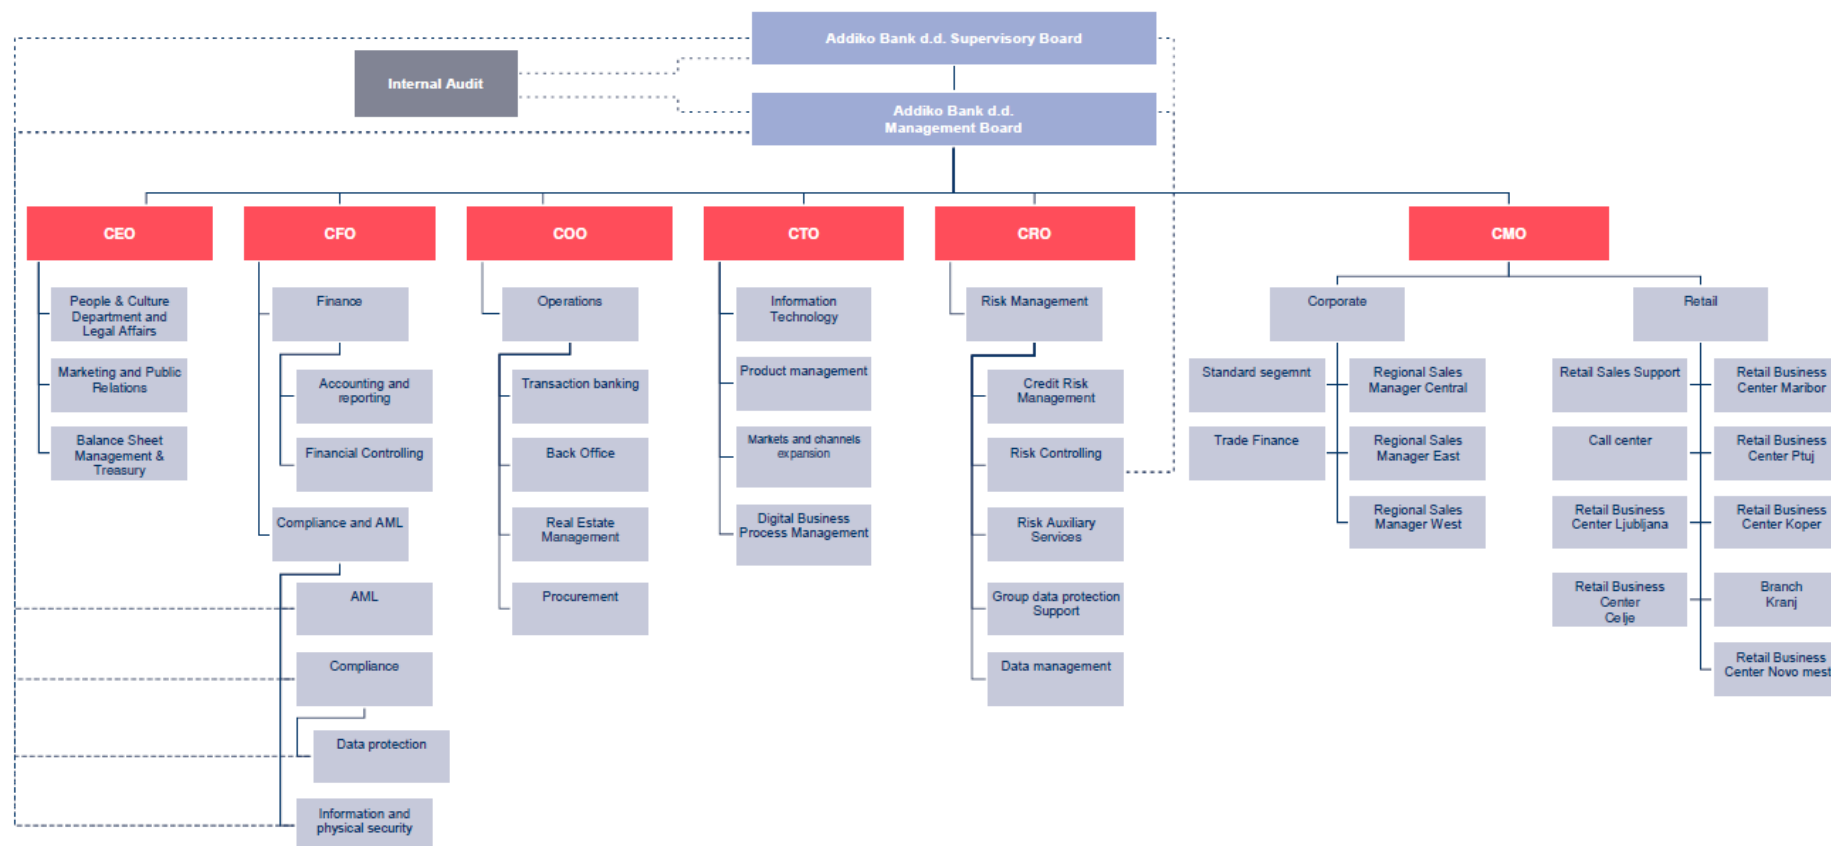 Addiko Bank d.d. Supervisory Board
Internal Audit
Addiko Bank d.d.
Management Board
CEO
CFO
COO
CTO
CRO
CMO
People & Culture
Department and
Legal Affairs
Marketing and Public
Relations
Balance Sheet
Management &
Treasury
Finance
Accounting and
reporting
Financial Controlling
Compliance and AML
AML
Compliance
Data protection
Information and
physical security
Operations
Transaction banking
Back Office
Real Estate
Management
Procurement
Information
Technology
Product management
Markets and channels
expansion
Digital Business
Process Management
Risk Management
Credit Risk
Management
Risk Controlling
Risk Auxiliary
Services
Group data protection
Support
Data management
Corporate
Standard segemnt
Trade Finance
Regional Sales
Manager Central
Regional Sales
Manager East
Regional Sales
Manager West
Retail
Retail Sales Support
Call center
Retail Business
Center Ljubljana
Retail Business
Center
Celje
Retail Business
Center Maribor
Retail Business
Center Ptuj
Retail Business
Center Koper
Branch
Kranj
Retail Business
Center Novo mest